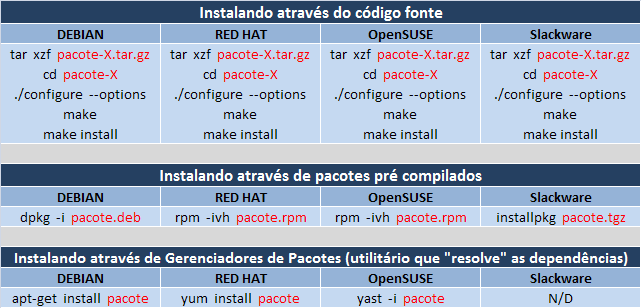 Instalando através do código fonte
DEBIAN RED HAT OpenSUSE Slackware
tar xzf pacote-X.tar.gz tar xzf pacote-X.tar.gz tar xzf pacote-X.tar.gz tar xzf pacote-X.tar.gz
cd pacote-X cd pacote-X cd pacote-X cd pacote-X
./configure --options ./configure --options ./configure --options ./configure --options
make make make make
make install make install make install make install
Instalando através de pacotes pré compilados
DEBIAN RED HAT OpenSUSE Slackware
dpkg -i pacote.deb rpm -ivh pacote.rpm rpm -ivh pacote.rpm installpkg pacote.tgz
Instalando através de Gerenciadores de Pacotes (utilitário que "resolve" as dependências)
DEBIAN RED HAT OpenSUSE Slackware
apt-get install pacote yum install pacote yast -i pacote N/D